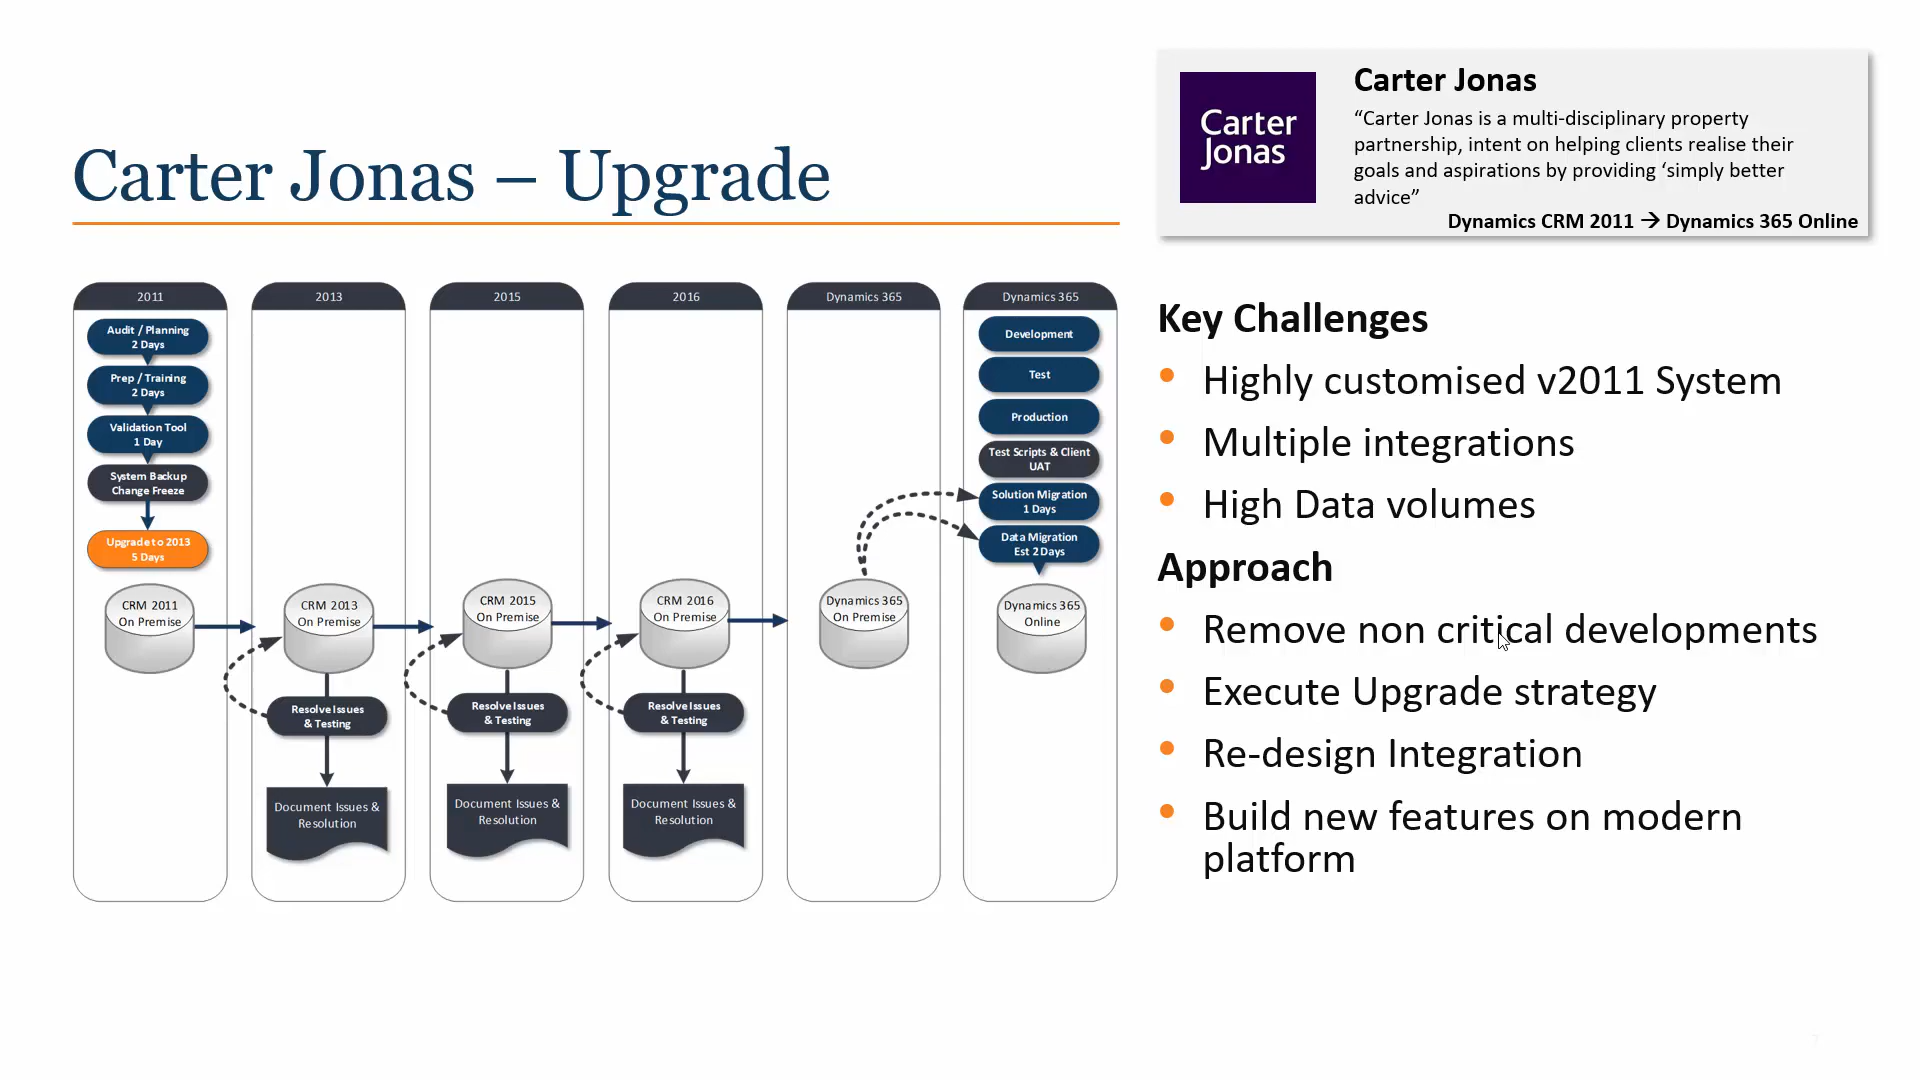 Carter Jonas – Upgrade
Carter
Jonas
Carter Jonas
“Carter Jonas is a multi-disciplinary property
partnership, intent on helping clients realise their
goals and aspirations by providing ‘simply better
advice”
Dynamics CRM 2011 → Dynamics 365 Online
2011
Audit / Planning
2 Days
Prep / Training
2 Days
Validation Tool
1 Day
System Backup
Change Freeze
Upgrade to 2013
5 Days
CRM 2011
On Premise
2013
CRM 2013
On Premise
Resolve Issues
& Testing
Document Issues &
Resolution
2015
CRM 2015
On Premise
Resolve Issues
& Testing
Document Issues &
Resolution
2016
CRM 2016
On Premise
Resolve Issues
& Testing
Document Issues &
Resolution
Dynamics 365
Dynamics 365
On Premise
Dynamics 365
Development
Test
Production
Test Scripts & Client
UAT
Solution Migration
1 Days
Data Migration
Est 2 Days
Dynamics 365
Online
Key Challenges
• Highly customised v2011 System
• Multiple integrations
• High Data volumes
Approach
• Remove non critical developments
• Execute Upgrade strategy
• Re-design Integration
• Build new features on modern
platform
7